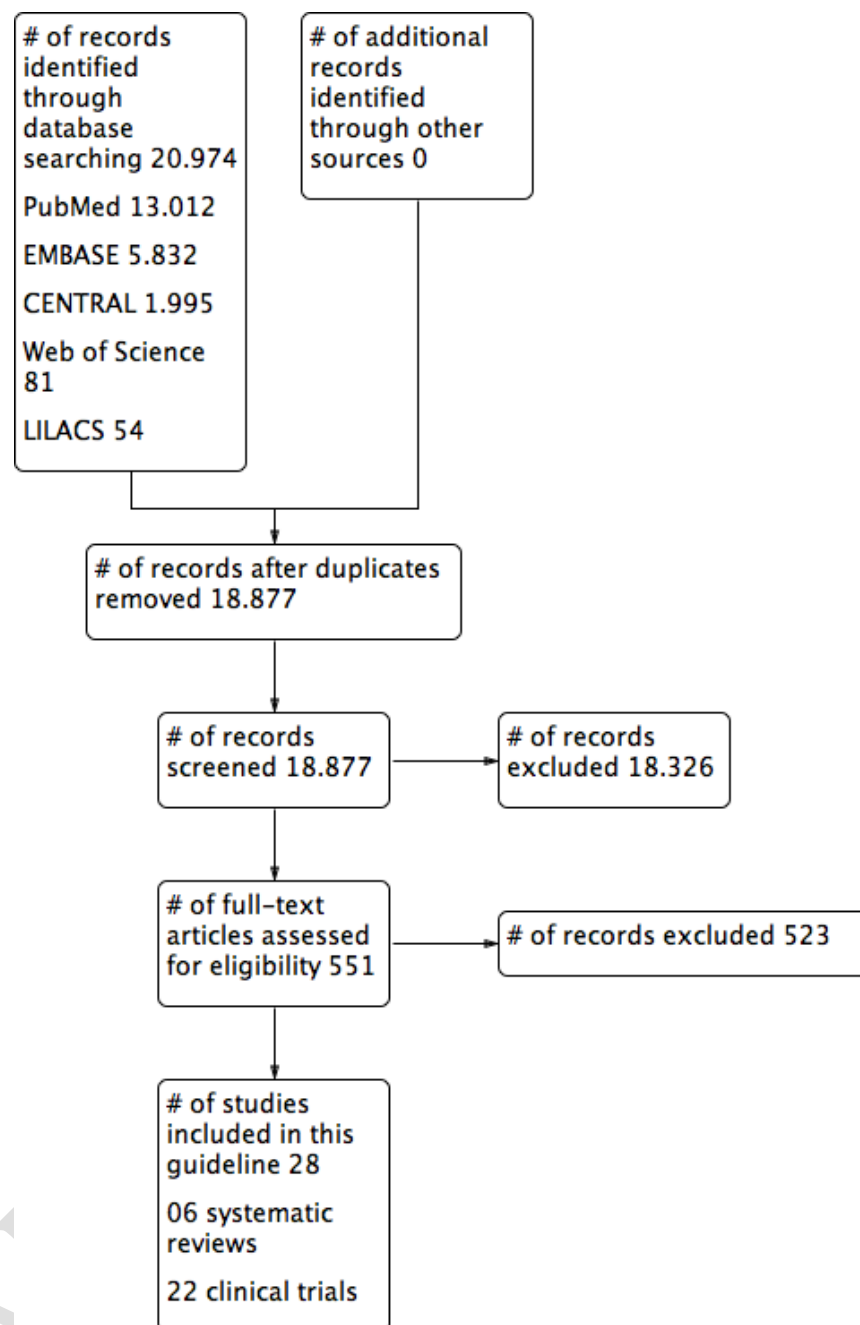 # of records
identified
through
database
searching 20.974
PubMed 13.012
EMBASE 5.832
CENTRAL 1.995
Web of Science
81
LILACS 54
# of additional
records
identified
through other
sources 0
# of records after duplicates
removed 18.877
# of records
screened 18.877
# of records
excluded 18.326
# of full-text
articles assessed
for eligibility 551
# of records excluded 523
# of studies
included in this
guideline 28
06 systematic
reviews
22 clinical trials